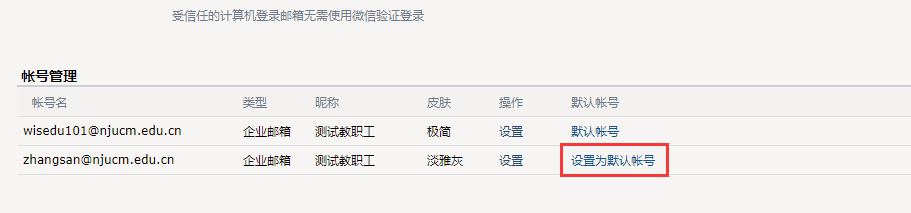 受信任的计算机登录邮箱无需使用微信验证登录
帐号管理
帐号名 类型 昵称 皮肤 操作 默认帐号
wisedu101@njucm.edu.cn 企业邮箱 测试教职工 极简 设置 默认帐号
zhangsan@njucm.edu.cn 企业邮箱 测试教职工 淡雅灰 设置 设置为默认帐号